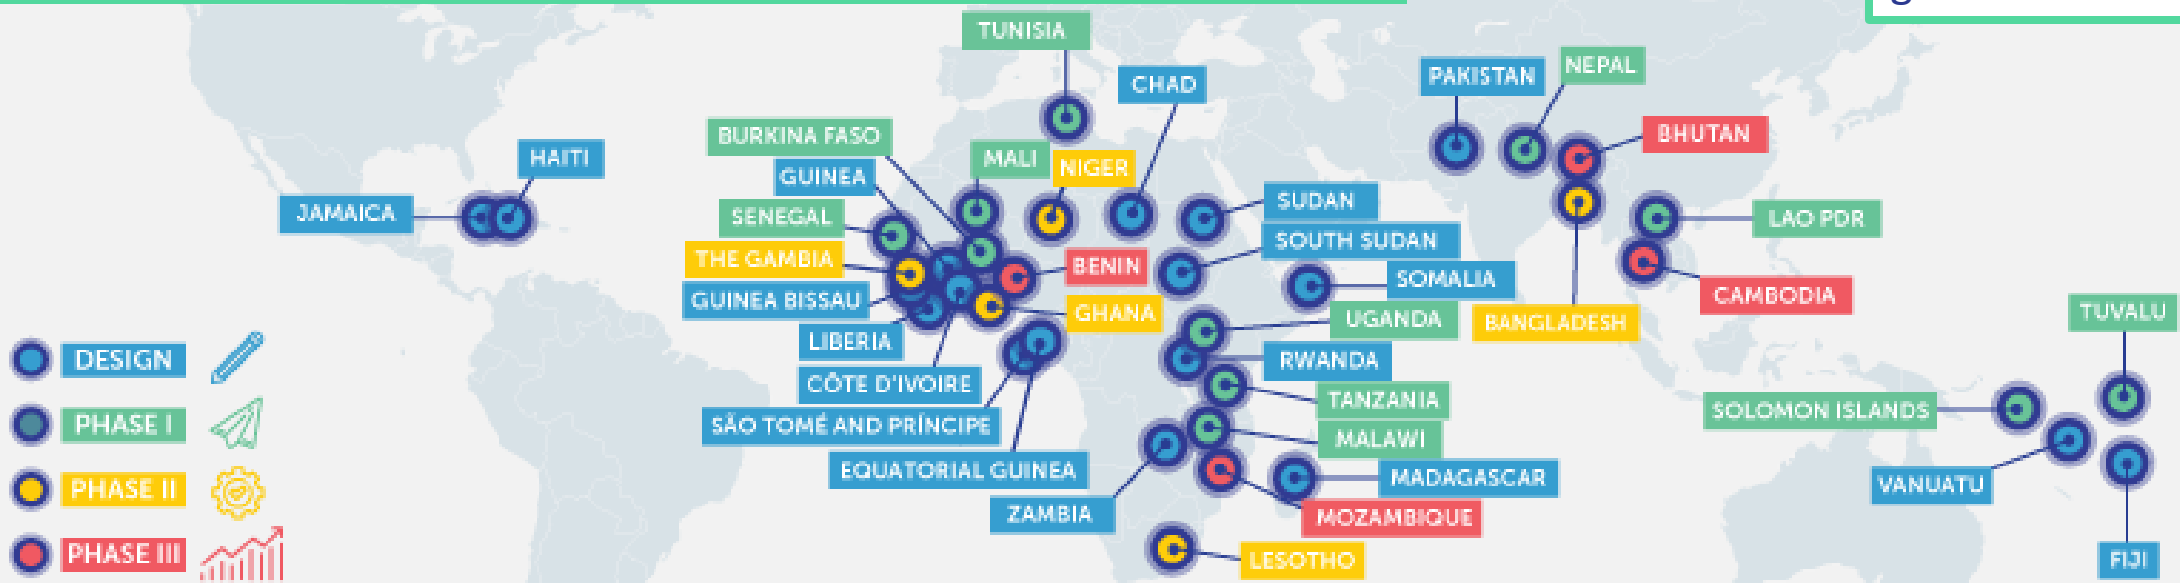 TUNISIA
CHAD
PAKISTAN
NEPAL
BURKINA FASO
BHUTAN
HAITI
MALI
NIGER
GUINEA
JAMAICA
SENEGAL
SUDAN
LAO PDR
SOUTH SUDAN
THE GAMBIA
BENIN
SOMALIA
GUINEA BISSAU
CAMBODIA
GHANA
UGANDA
BANGLADESH
TUVALU
LIBERIA
DESIGN
RWANDA
CÔTE D'IVOIRE
TANZANIA
SOLOMON ISLANDS
PHASE I
SÃO TOMÉ AND PRÍNCIPE
MALAWI
EQUATORIAL GUINEA
MADAGASCAR
VANUATU
PHASE II
ZAMBIA
MOZAMBIQUE
PHASE III
LESOTHO
FIJI